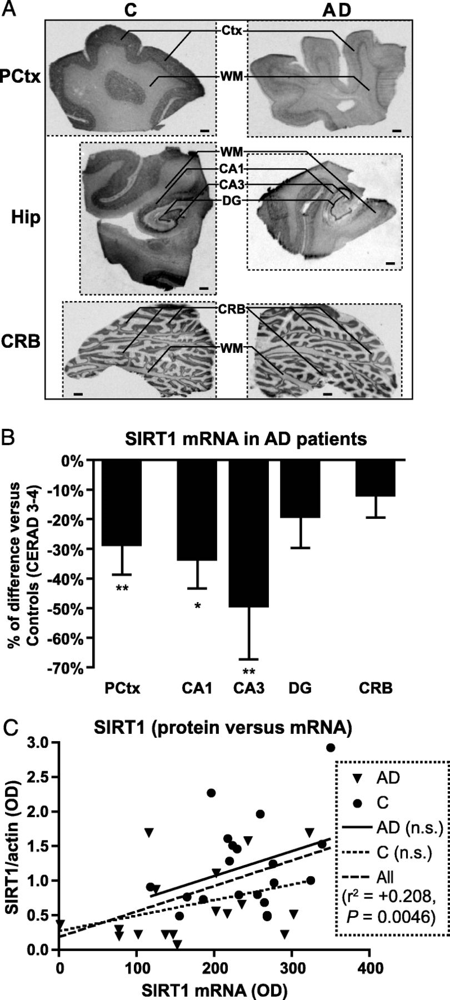 A
C
AD
PCtx
Ctx
WM
Hip
WM
CA1
CA3
DG
CRB
CRB
WM
B
SIRT1 mRNA in AD patients
% of difference versus
Controls (CERAD 3-4)
0%
-10%
-20%
-30%
-40%
-50%
-60%
-70%
**
*
**
PCtx
CA1
CA3
DG
CRB
C
SIRT1 (protein versus mRNA)
SIRT1/actin (OD)
3.0
2.5
2.0
1.5
1.0
0.5
0.0
0
100
200
300
400
SIRT1 mRNA (OD)
AD
C
AD (n.s.)
C (n.s.)
All
(r² = +0.208,
P = 0.0046)